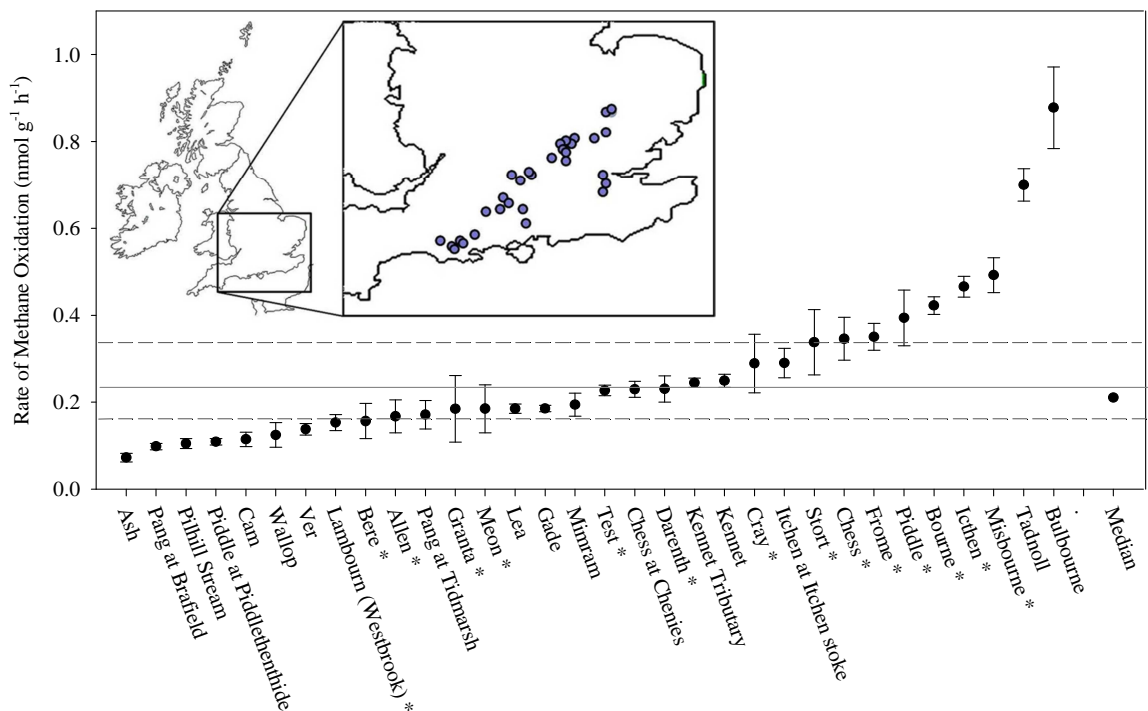 Rate of Methane Oxidation (nmol g⁻¹ h⁻¹)
1.0
0.8
0.6
0.4
0.2
0.0
Ash
Pang at Brafield
Pilhill Stream
Piddle at Piddlethenthide
Cam
Wallop
Ver
Lambourn (Westbrook) *
Bere *
Allen *
Pang at Tidmarsh
Granta *
Meon *
Lea
Gade
Mimram
Test *
Chess at Chenies
Darenth *
Kennet Tributary
Kennet
Cray *
Itchen at Itchen stoke
Stort *
Chess *
Frome *
Piddle *
Bourne *
Icthen *
Misbourne *
Tadnoll
Bulbourne
.
Median